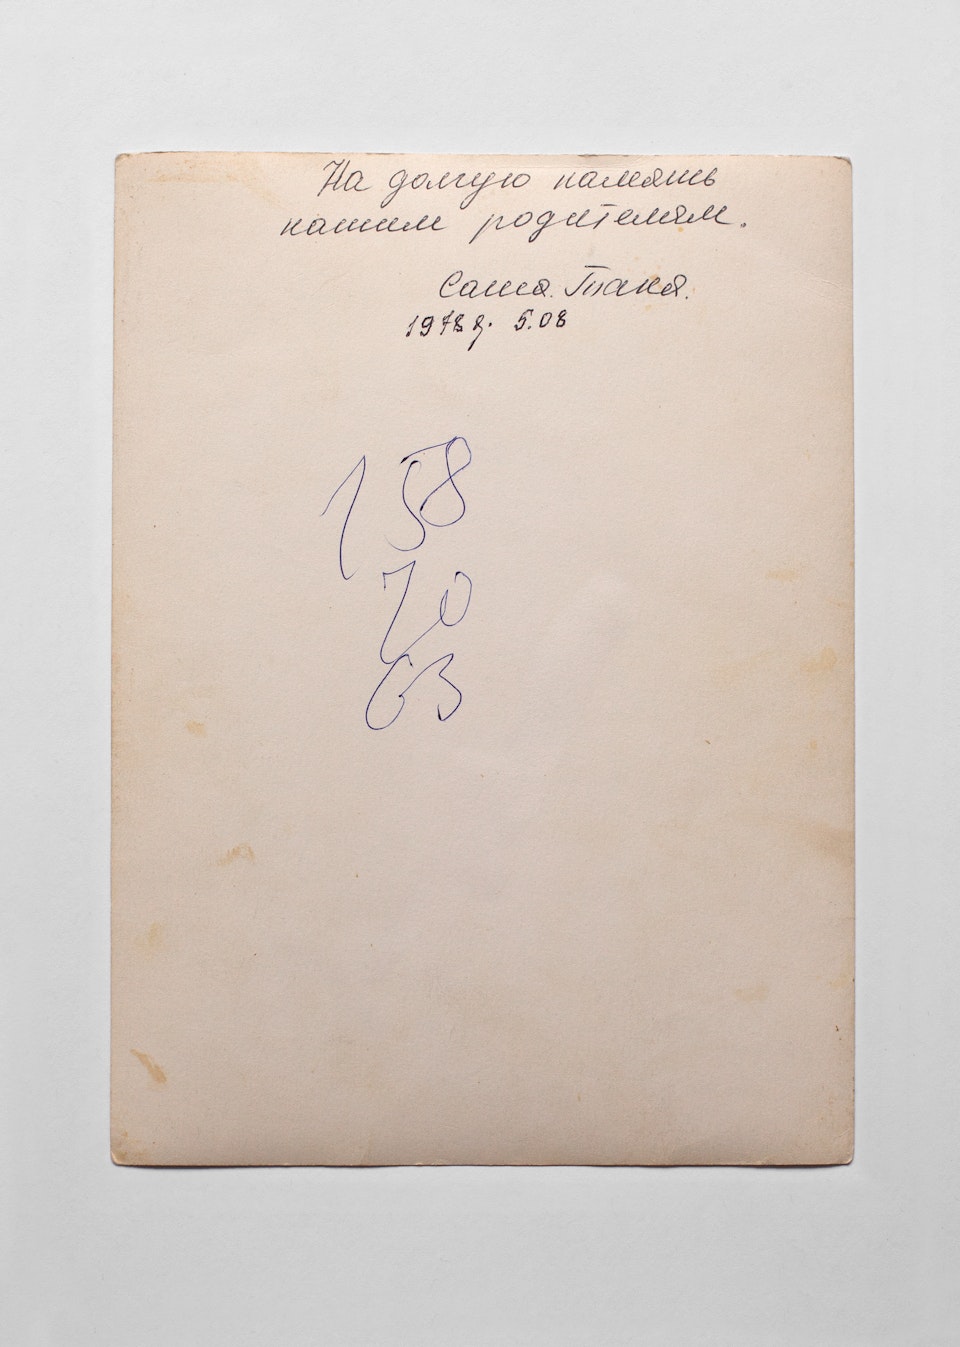 На долгую память
нашим родителям.
Саша. Таня.
1978 г. 5.08
158
70
63